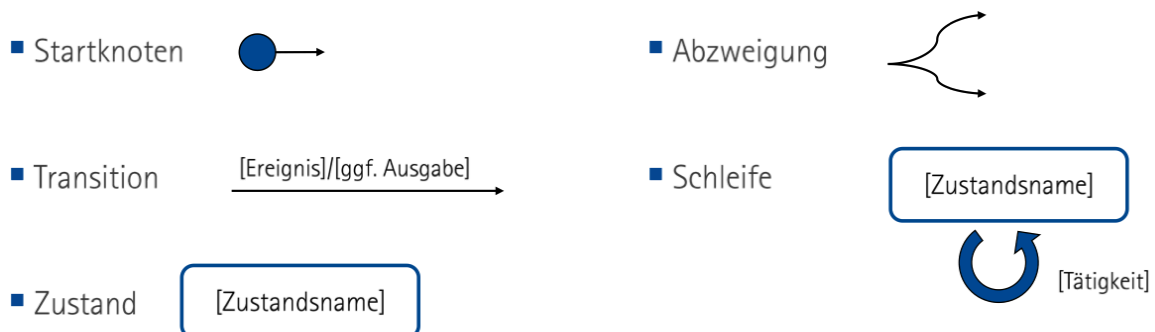 Startknoten
Abzweigung
Transition
[Ereignis]/[ggf. Ausgabe]
Schleife
[Zustandsname]
[Tätigkeit]
Zustand
[Zustandsname]